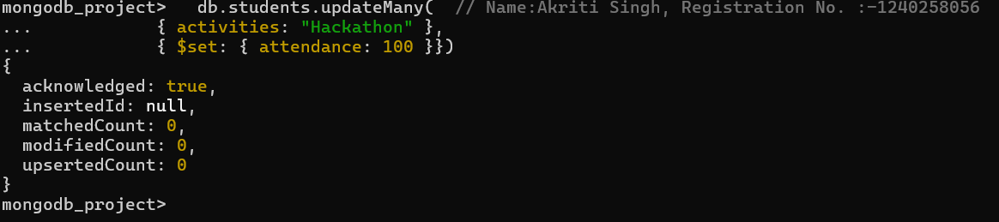 mongodb_project>   db.students.updateMany(  // Name:Akriti Singh, Registration No. :-1240258056
...          { activities: "Hackathon" },
...          { $set: { attendance: 100 }})
{
  acknowledged: true,
  insertedId: null,
  matchedCount: 0,
  modifiedCount: 0,
  upsertedCount: 0
}
mongodb_project>